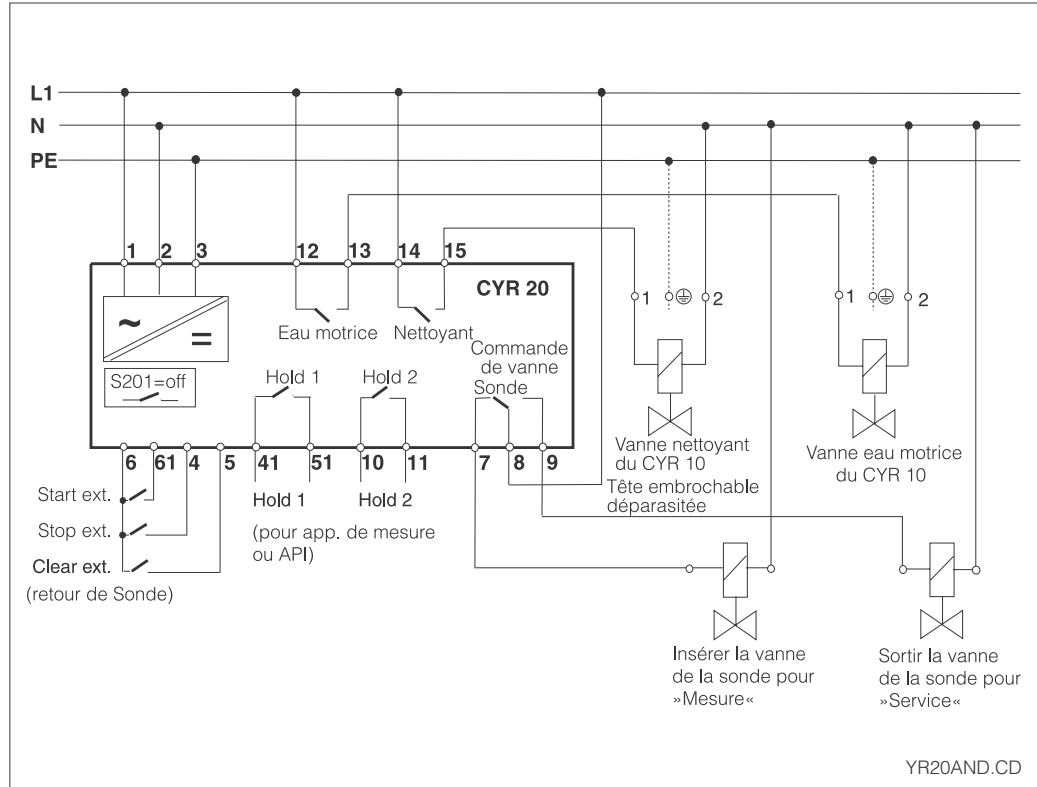 L1
N
PE
1 2 3 12 13 14 15
CYR 20
~
=
Eau motrice
Nettoyant
Commande
de vanne
Sonde
S201=off
Hold 1
Hold 2
1 2
1 2
Vanne nettoyant
du CYR 10
Vanne eau motrice
du CYR 10
6 61 4 5 41 51 10 11 7 8 9
Start ext.
Stop ext.
Clear ext.
(retour de Sonde)
Hold 1
Hold 2
(pour app. de mesure
ou API)
Tête embrochable
déparasitée
Insérer la vanne
de la sonde pour
»Mesure«
Sortir la vanne
de la sonde pour
»Service«
YR20AND.CD